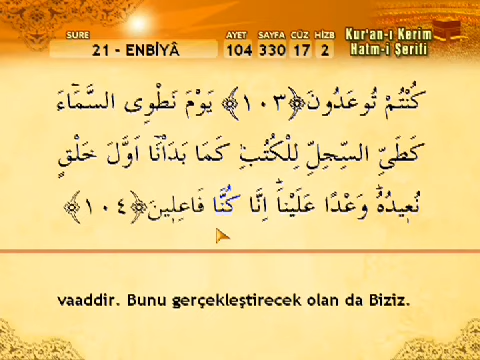 SURE AYET SAYFA CÜZ HİZB
21 - ENBİYÂ 104 330 17 2
Kur'an-ı Kerim
Hatm-i Şerifi
كُنْتُمْ تُوعَدُونَ ﴿١٠٣﴾ يَوْمَ نَطْوِى السَّمَٓاءَ
كَطَىِّ السِّجِلِّ لِلْكُتُبِۜ كَمَا بَدَاْنَٓا اَوَّلَ خَلْقٍ
نُع۪يدُهُۜ وَعْدًا عَلَيْنَاۜ اِنَّا كُنَّا فَاعِل۪ينَ ﴿١٠٤﴾
vaaddir. Bunu gerçekleştirecek olan da Biziz.